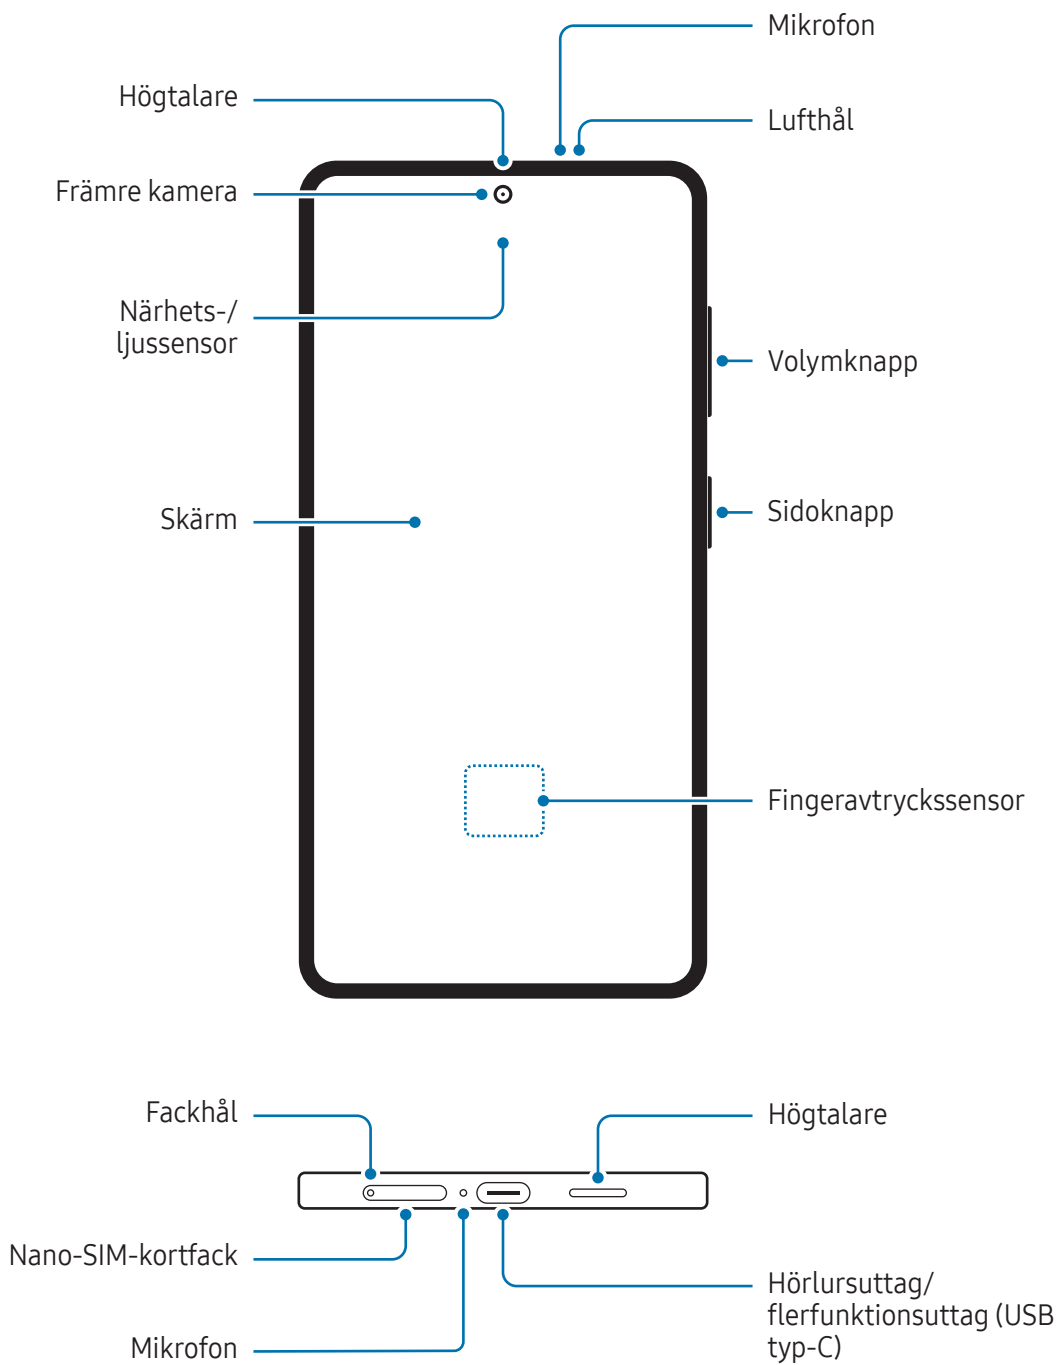 Mikrofon
Högtalare
Lufthål
Främre kamera
Närhets-/
ljussensor
Volymknapp
Skärm
Sidoknapp
Fingeravtryckssensor
Fackhål
Högtalare
Nano-SIM-kortfack
Hörlursuttag/
flerfunktionsuttag (USB
typ-C)
Mikrofon